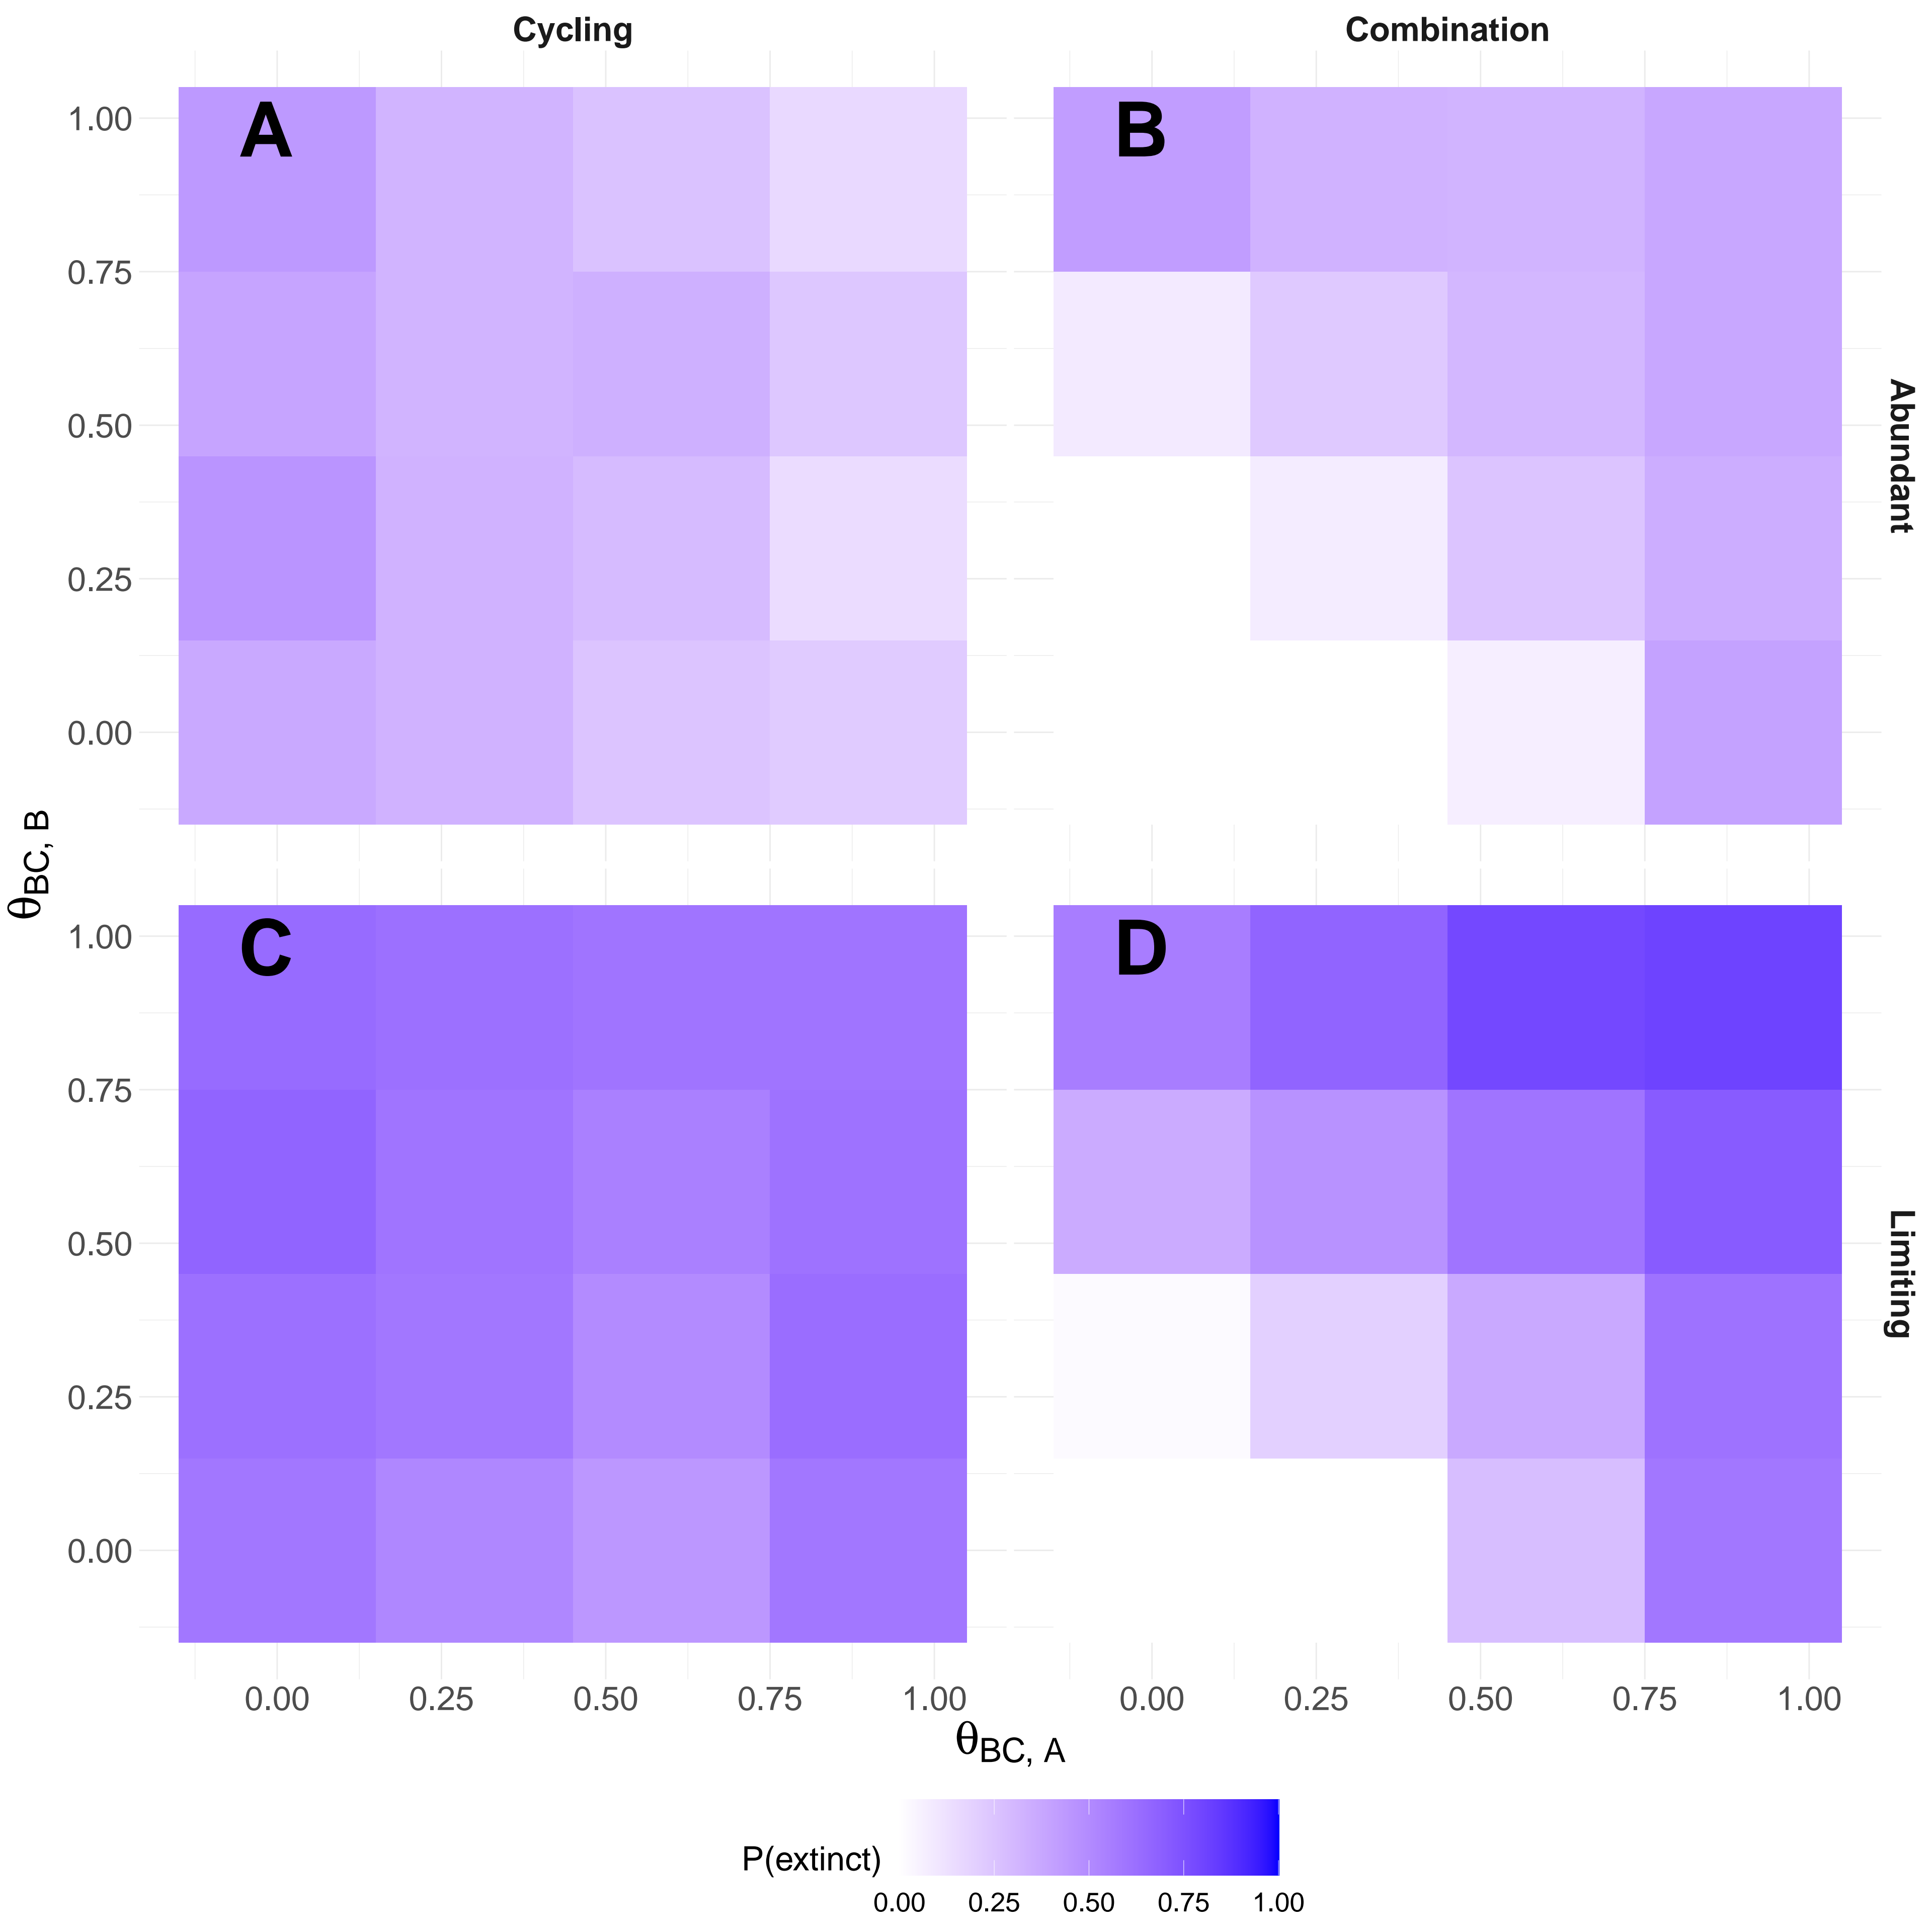 Cycling
Combination
A
B
1.00
0.75
0.50
0.25
0.00
Abundant
θBC, B
C
D
1.00
0.75
0.50
0.25
0.00
Limiting
0.00 0.25 0.50 0.75 1.00
0.00 0.25 0.50 0.75 1.00
θBC, A
P(extinct)
0.00 0.25 0.50 0.75 1.00